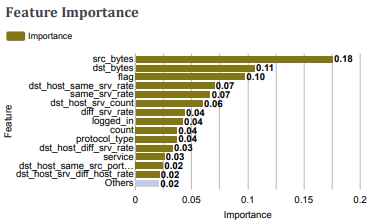 Feature Importance
Importance
src_bytes 0.18
dst_bytes 0.11
flag 0.10
dst_host_same_srv_rate 0.07
same_srv_rate 0.07
dst_host_srv_count 0.06
diff_srv_rate 0.04
logged_in 0.04
count 0.04
protocol_type 0.04
dst_host_diff_srv_rate 0.03
service 0.03
dst_host_same_src_port... 0.02
dst_host_srv_diff_host_rate 0.02
Others 0.02
Feature
0 0.05 0.1 0.15 0.2
Importance